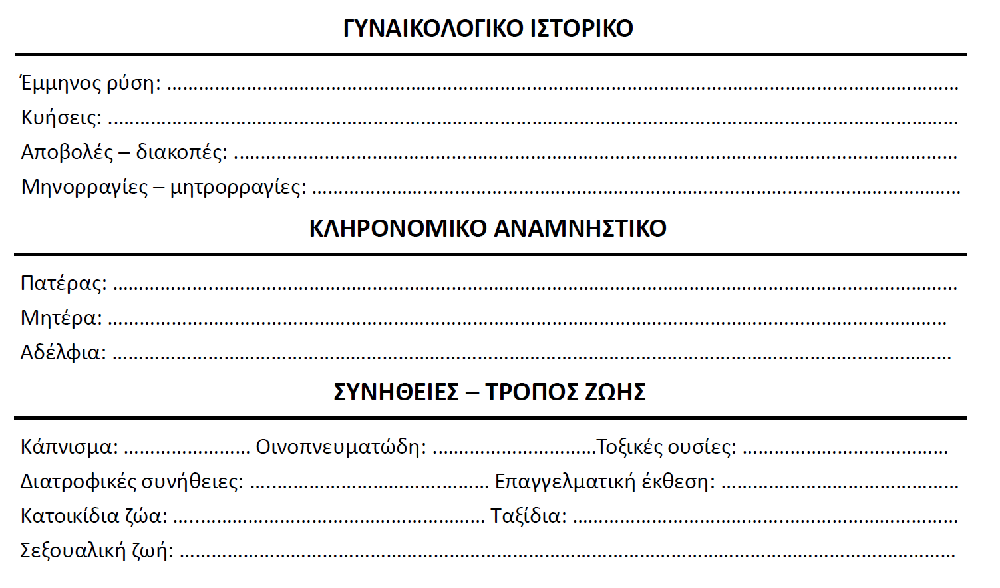 ΓΥΝΑΙΚΟΛΟΓΙΚΟ ΙΣΤΟΡΙΚΟ
Έμμηνος ρύση: ……………………………………………………………………………………………………………………………………
Κυήσεις: ……………………………………………………………………………………………………………………………………………
Αποβολές – διακοπές: ………………………………………………………………………………………………………………………
Μηνορραγίες – μητρορραγίες: ……………………………………………………………………………………………………………
ΚΛΗΡΟΝΟΜΙΚΟ ΑΝΑΜΝΗΣΤΙΚΟ
Πατέρας: ……………………………………………………………………………………………………………………………………………
Μητέρα: ……………………………………………………………………………………………………………………………………………
Αδέλφια: ……………………………………………………………………………………………………………………………………………
ΣΥΝΗΘΕΙΕΣ – ΤΡΟΠΟΣ ΖΩΗΣ
Κάπνισμα: …………………… Οινοπνευματώδη: …………………………Τοξικές ουσίες: …………………………………
Διατροφικές συνήθειες: ……………………………………… Επαγγελματική έκθεση: ………………………………………
Κατοικίδια ζώα: …………………………………………………… Ταξίδια: ………………………………………………………………
Σεξουαλική ζωή: …………………………………………………………………………………………………………………………………